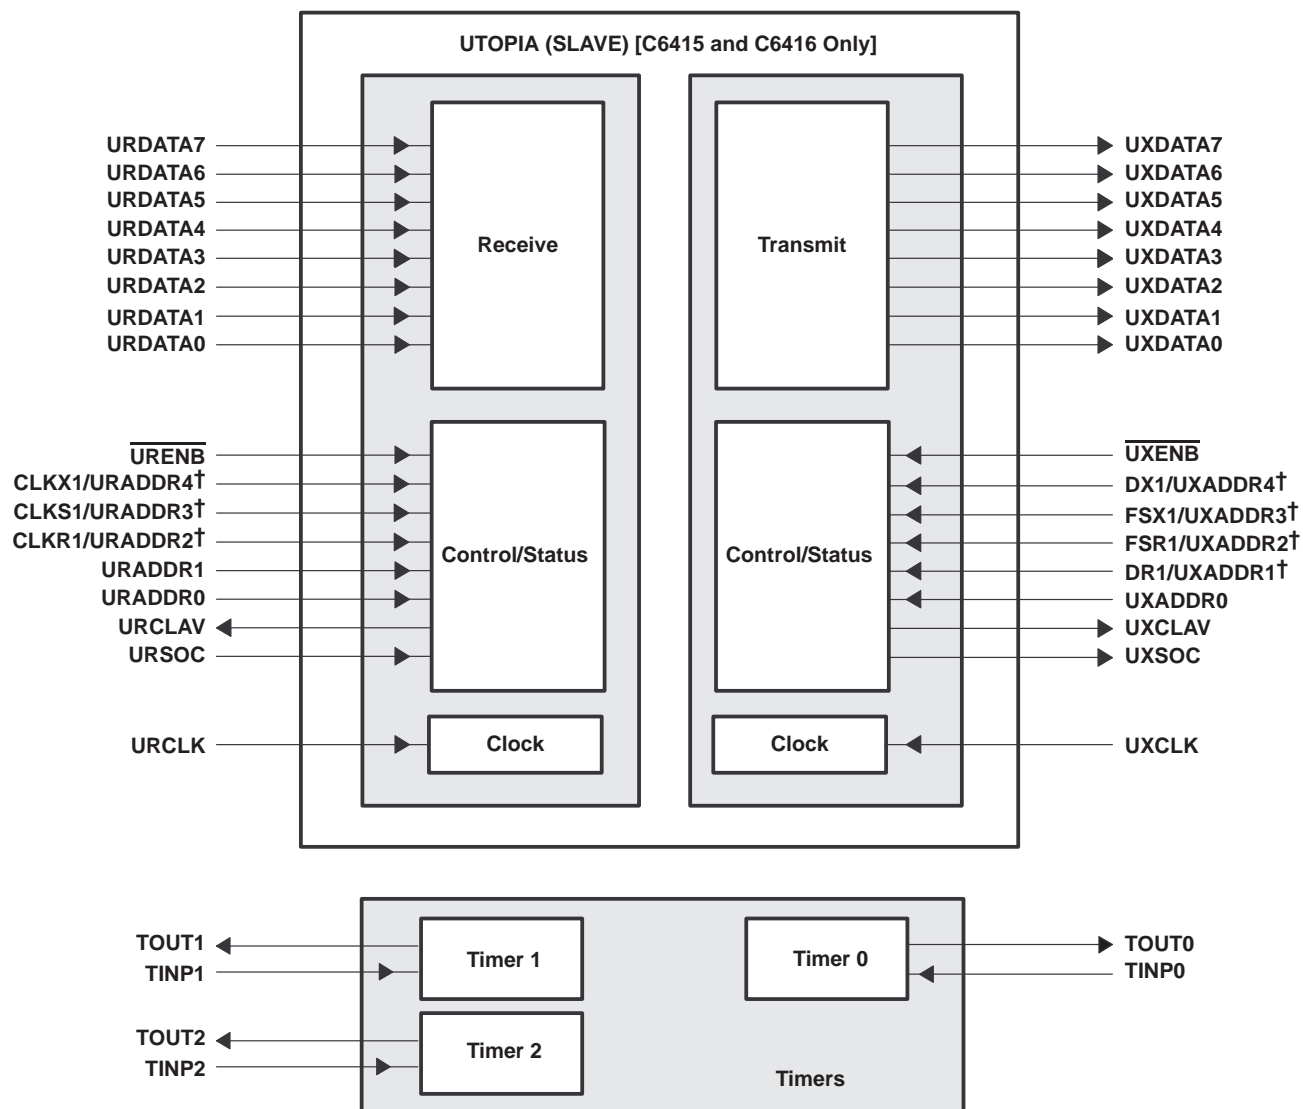 UTOPIA (SLAVE) [C6415 and C6416 Only]
URDATA7
URDATA6
URDATA5
URDATA4
URDATA3
URDATA2
URDATA1
URDATA0
Receive
Transmit
UXDATA7
UXDATA6
UXDATA5
UXDATA4
UXDATA3
UXDATA2
UXDATA1
UXDATA0
URENB
CLKX1/URADDR4†
CLKS1/URADDR3†
CLKR1/URADDR2†
URADDR1
URADDR0
URCLAV
URSOC
Control/Status
Control/Status
UXENB
DX1/UXADDR4†
FSX1/UXADDR3†
FSR1/UXADDR2†
DR1/UXADDR1†
UXADDR0
UXCLAV
UXSOC
URCLK
Clock
Clock
UXCLK
TOUT1
TINP1
Timer 1
Timer 0
TOUT0
TINP0
TOUT2
TINP2
Timer 2
Timers